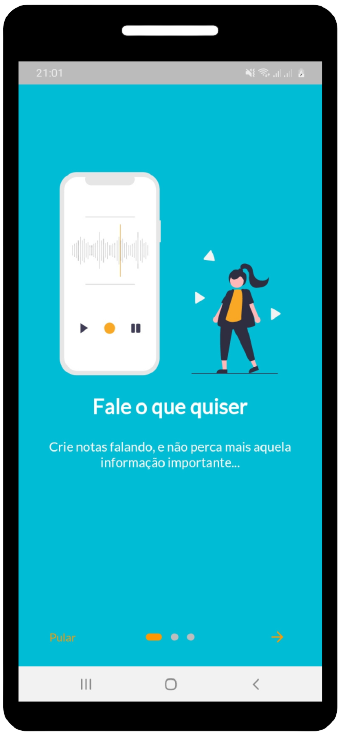 21:01
Fale o que quiser
Crie notas falando, e não perca mais aquela
informação importante...
Pular